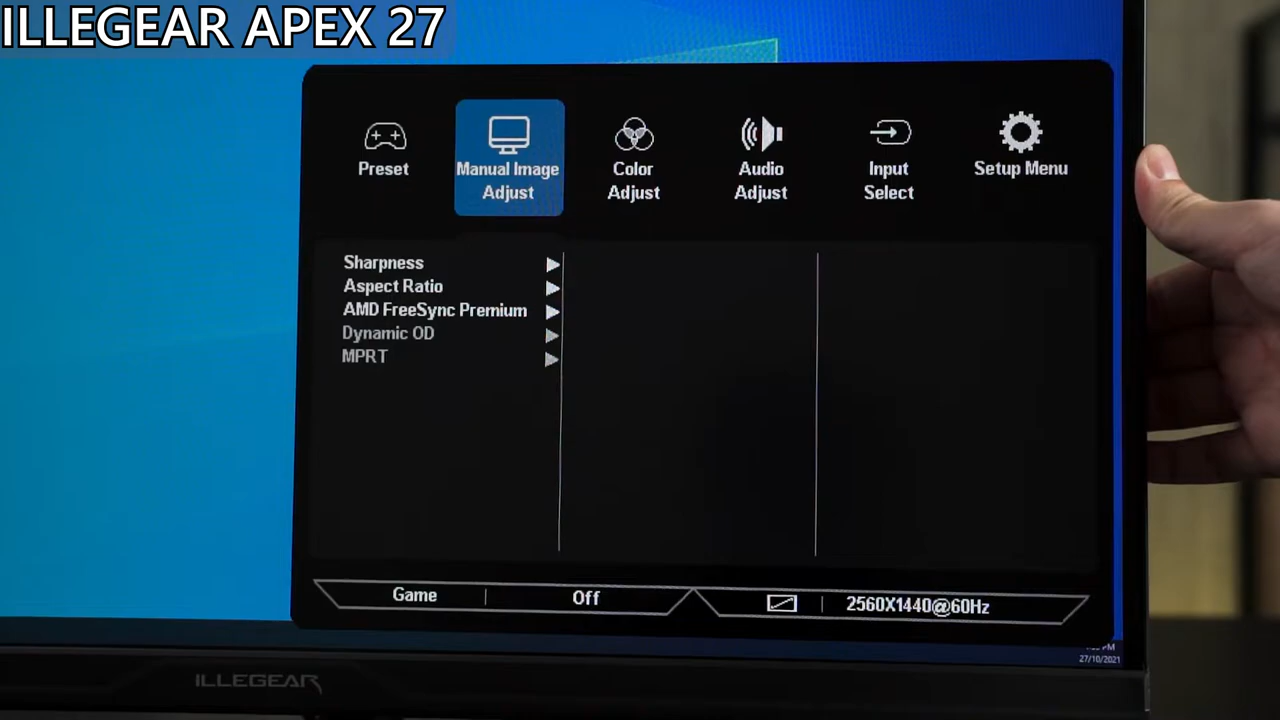 ILLEGEAR APEX 27
Preset
Manual Image
Adjust
Color
Adjust
Audio
Adjust
Input
Select
Setup Menu
Sharpness
Aspect Ratio
AMD FreeSync Premium
Dynamic OD
MPRT
Game
Off
2560X1440@60Hz
PM
27/10/2021
ILLEGEAR